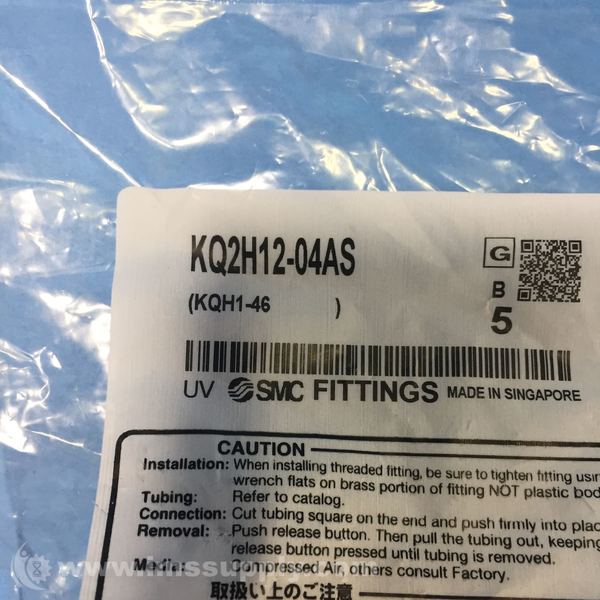 KQ2H12-04AS
G
(KQH1-46 )
B
5
UV SMC FITTINGS MADE IN SINGAPORE
CAUTION
Installation: When installing threaded fitting, be sure to tighten fitting usin
wrench flats on brass portion of fitting NOT plastic bod
Tubing: Refer to catalog.
Connection: Cut tubing square on the end and push firmly into plac
Removal: Push release button. Then pull the tubing out, keeping
release button pressed until tubing is removed.
Media: Compressed Air, others consult Factory.
取扱い上のご注意